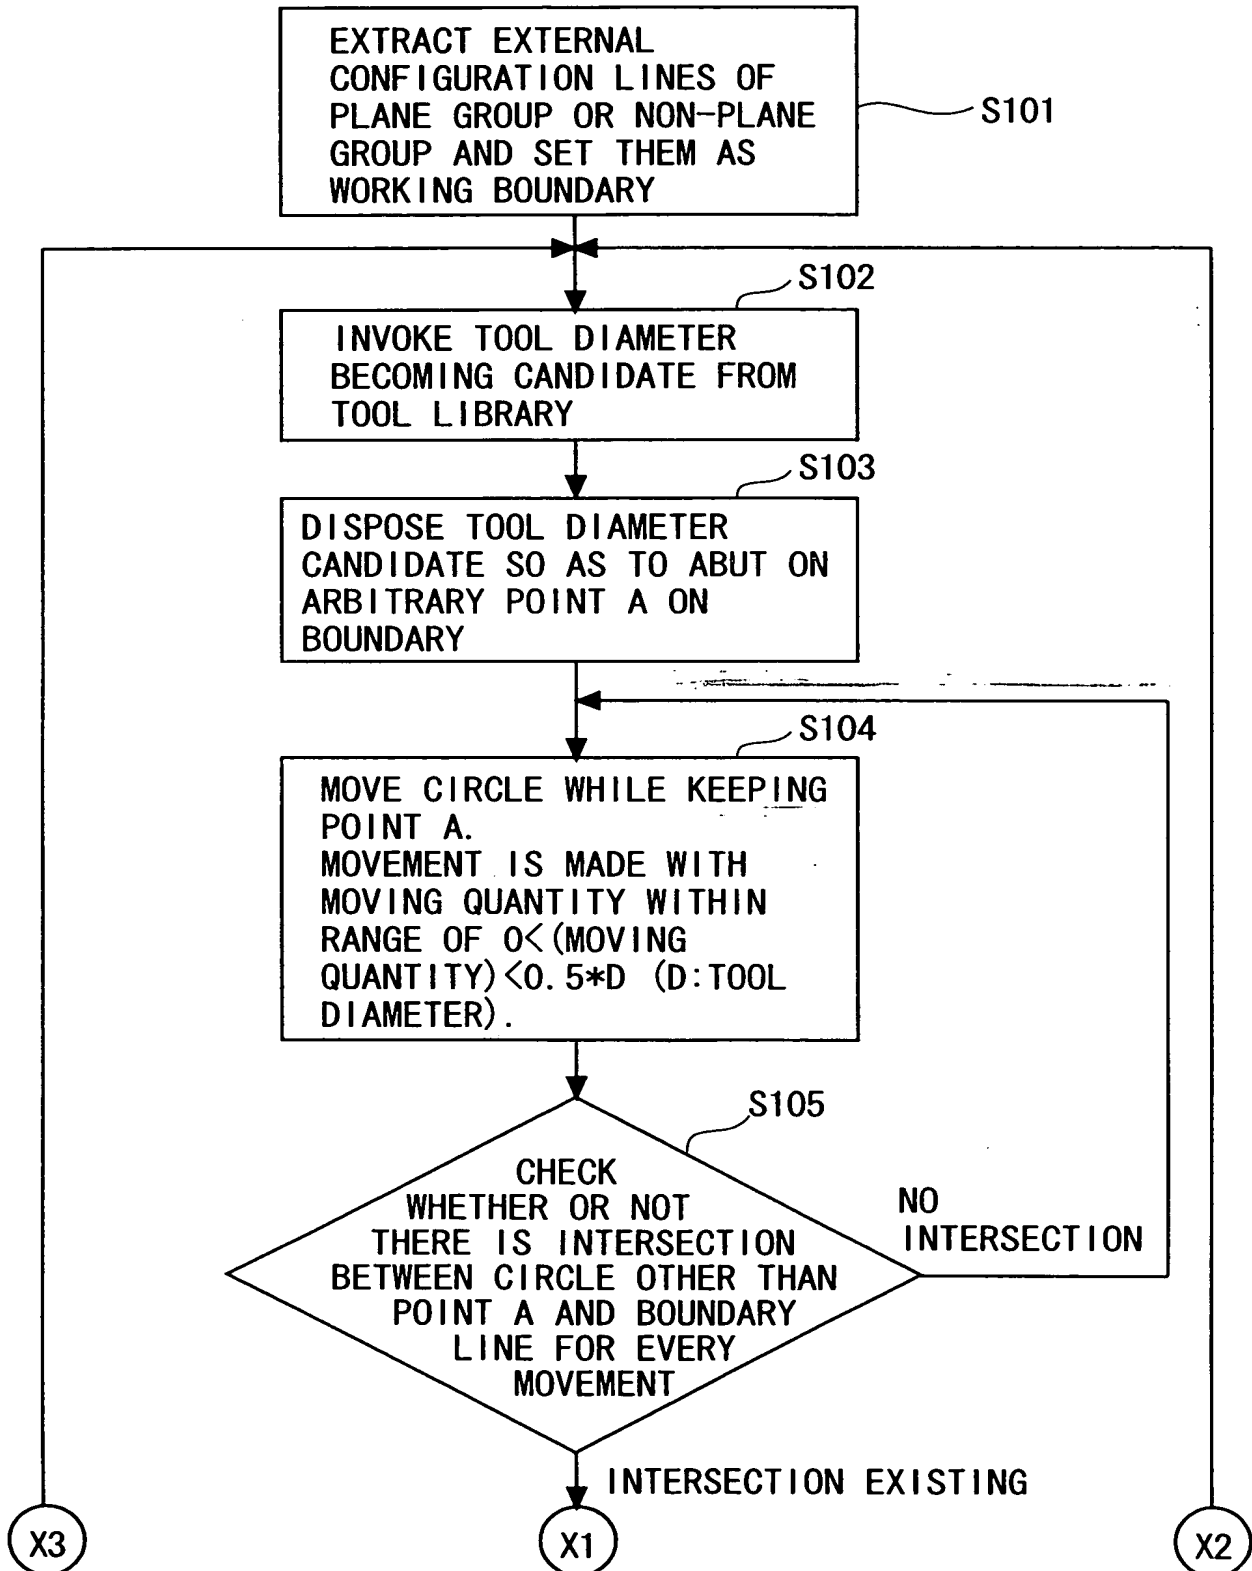 EXTRACT EXTERNAL
CONFIGURATION LINES OF
PLANE GROUP OR NON-PLANE
GROUP AND SET THEM AS
WORKING BOUNDARY
S101
S102
INVOKE TOOL DIAMETER
BECOMING CANDIDATE FROM
TOOL LIBRARY
S103
DISPOSE TOOL DIAMETER
CANDIDATE SO AS TO ABUT ON
ARBITRARY POINT A ON
BOUNDARY
S104
MOVE CIRCLE WHILE KEEPING
POINT A.
MOVEMENT IS MADE WITH
MOVING QUANTITY WITHIN
RANGE OF 0<(MOVING
QUANTITY)<0.5*D (D:TOOL
DIAMETER).
S105
CHECK
WHETHER OR NOT
THERE IS INTERSECTION
BETWEEN CIRCLE OTHER THAN
POINT A AND BOUNDARY
LINE FOR EVERY
MOVEMENT
NO
INTERSECTION
INTERSECTION EXISTING
X3
X1
X2